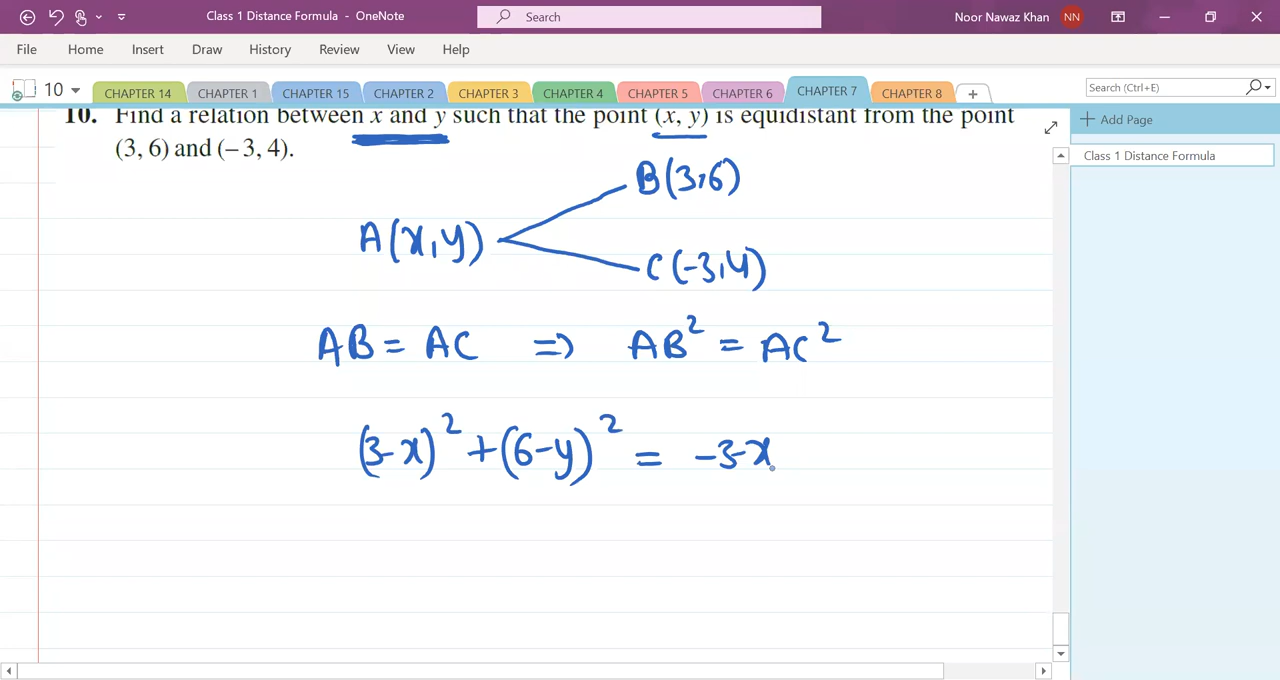 Class 1 Distance Formula - OneNote
Search
Noor Nawaz Khan NN
File Home Insert Draw History Review View Help
10 CHAPTER 14 CHAPTER 1 CHAPTER 15 CHAPTER 2 CHAPTER 3 CHAPTER 4 CHAPTER 5 CHAPTER 6 CHAPTER 7 CHAPTER 8 +
Search (Ctrl+E)
Add Page
Class 1 Distance Formula
10. Find a relation between x and y such that the point (x, y) is equidistant from the point
(3, 6) and (– 3, 4).
B(3,6)
A(x,y)
C(-3,4)
AB = AC ⇒ AB² = AC²
(3-x)² + (6-y)² = -3-x